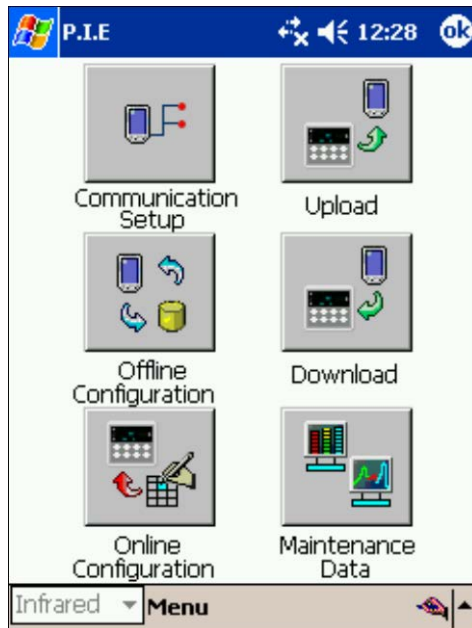 P.I.E 12:28 ok
Communication
Setup
Upload
Offline
Configuration
Download
Online
Configuration
Maintenance
Data
Infrared Menu